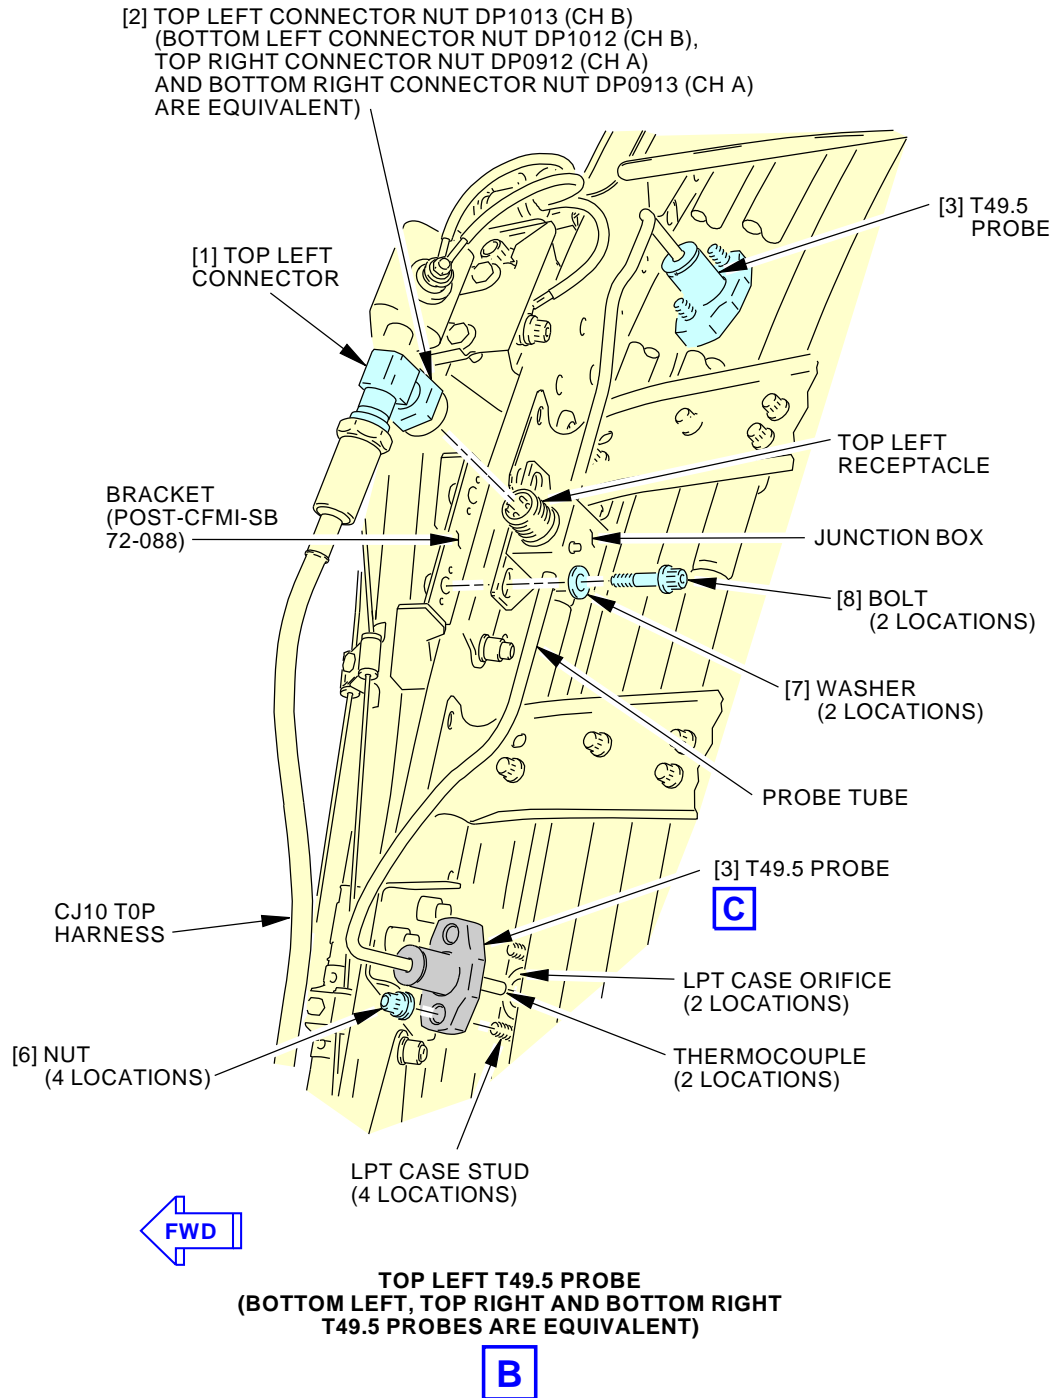 [2] TOP LEFT CONNECTOR NUT DP1013 (CH B)
(BOTTOM LEFT CONNECTOR NUT DP1012 (CH B),
TOP RIGHT CONNECTOR NUT DP0912 (CH A)
AND BOTTOM RIGHT CONNECTOR NUT DP0913 (CH A)
ARE EQUIVALENT)
[3] T49.5
PROBE
[1] TOP LEFT
CONNECTOR
TOP LEFT
RECEPTACLE
BRACKET
(POST-CFMI-SB
72-088)
JUNCTION BOX
[8] BOLT
(2 LOCATIONS)
[7] WASHER
(2 LOCATIONS)
PROBE TUBE
[3] T49.5 PROBE
C
CJ10 T0P
HARNESS
LPT CASE ORIFICE
(2 LOCATIONS)
[6] NUT
(4 LOCATIONS)
THERMOCOUPLE
(2 LOCATIONS)
LPT CASE STUD
(4 LOCATIONS)
FWD
TOP LEFT T49.5 PROBE
(BOTTOM LEFT, TOP RIGHT AND BOTTOM RIGHT
T49.5 PROBES ARE EQUIVALENT)
B